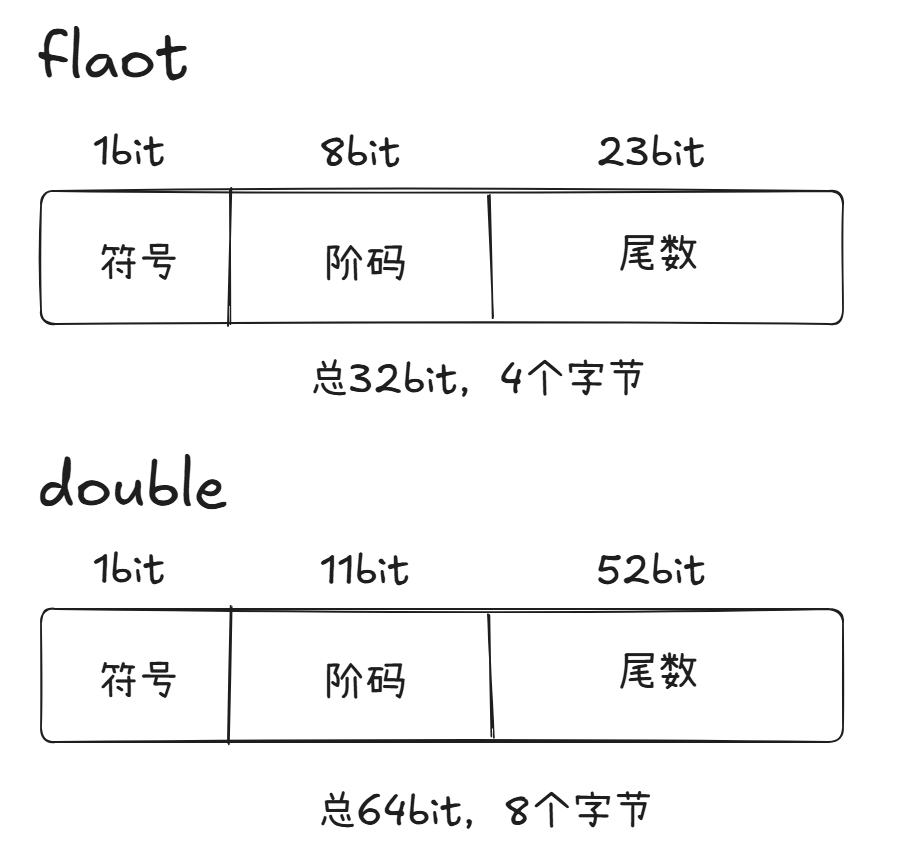 flaot
1bit 8bit 23bit
符号 阶码 尾数
总32bit，4个字节
double
1bit 11bit 52bit
符号 阶码 尾数
总64bit，8个字节